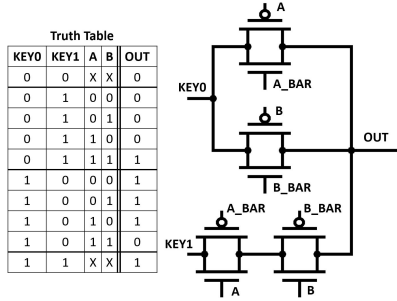 Truth Table
KEY0 KEY1 A B OUT
0 0 X X 0
0 1 0 0 0
0 1 0 1 0
0 1 1 0 0
0 1 1 1 1
1 0 0 0 1
1 0 0 1 1
1 0 1 0 1
1 0 1 1 0
1 1 X X 1
A
A_BAR
KEY0
B
B_BAR
OUT
A_BAR
B_BAR
KEY1
A
B